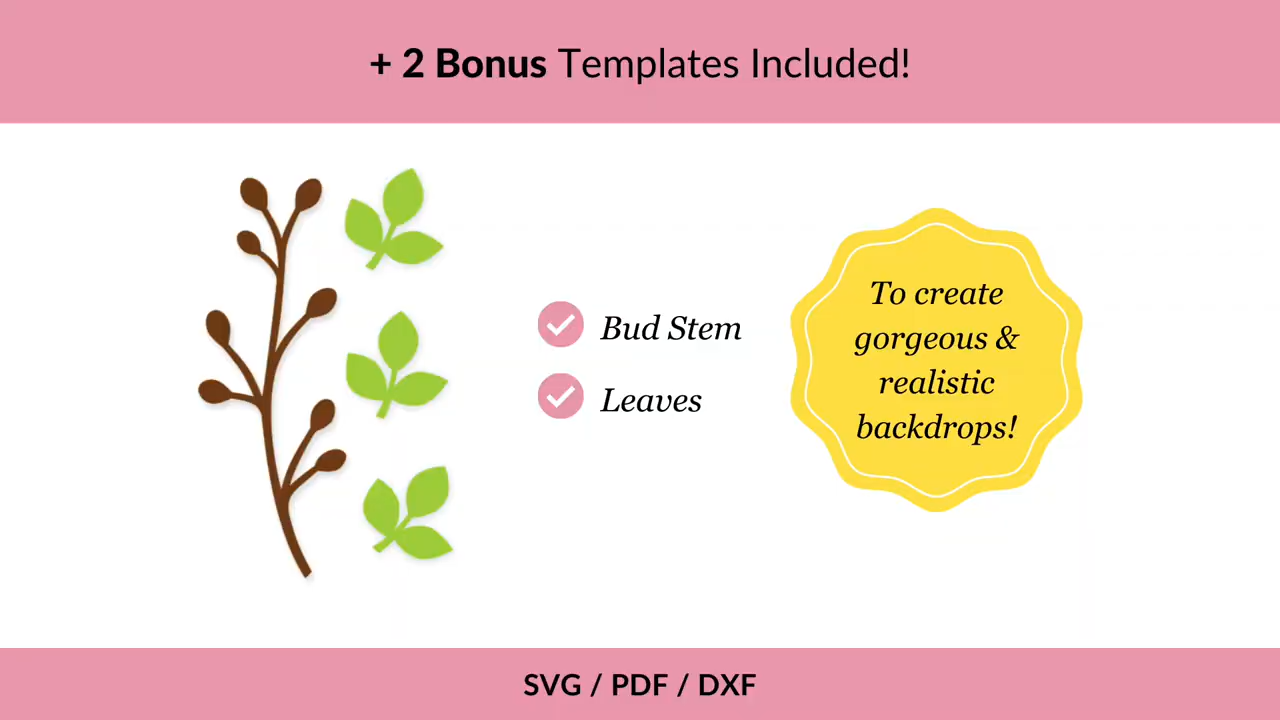 + 2 Bonus Templates Included!
Bud Stem
Leaves
To create
gorgeous &
realistic
backdrops!
SVG / PDF / DXF